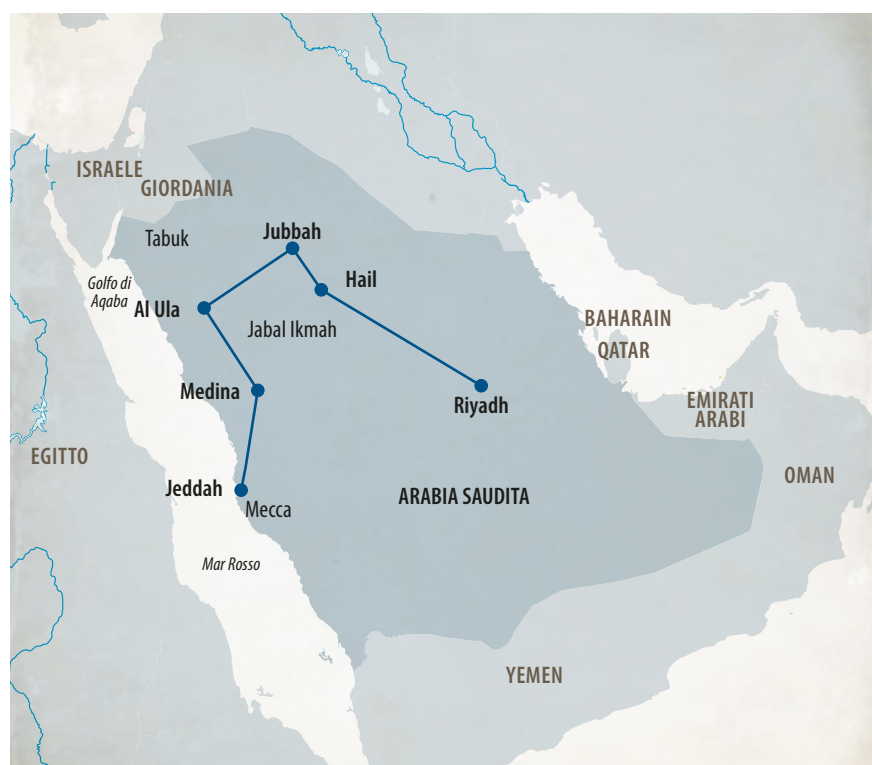 ISRAELE
GIORDANIA
Tabuk
Jubbah
Golfo di
Aqaba
Hail
Al Ula
Jabal Ikmah
BAHARAIN
QATAR
Medina
Riyadh
EMIRATI
ARABI
EGITTO
Jeddah
Mecca
ARABIA SAUDITA
OMAN
Mar Rosso
YEMEN